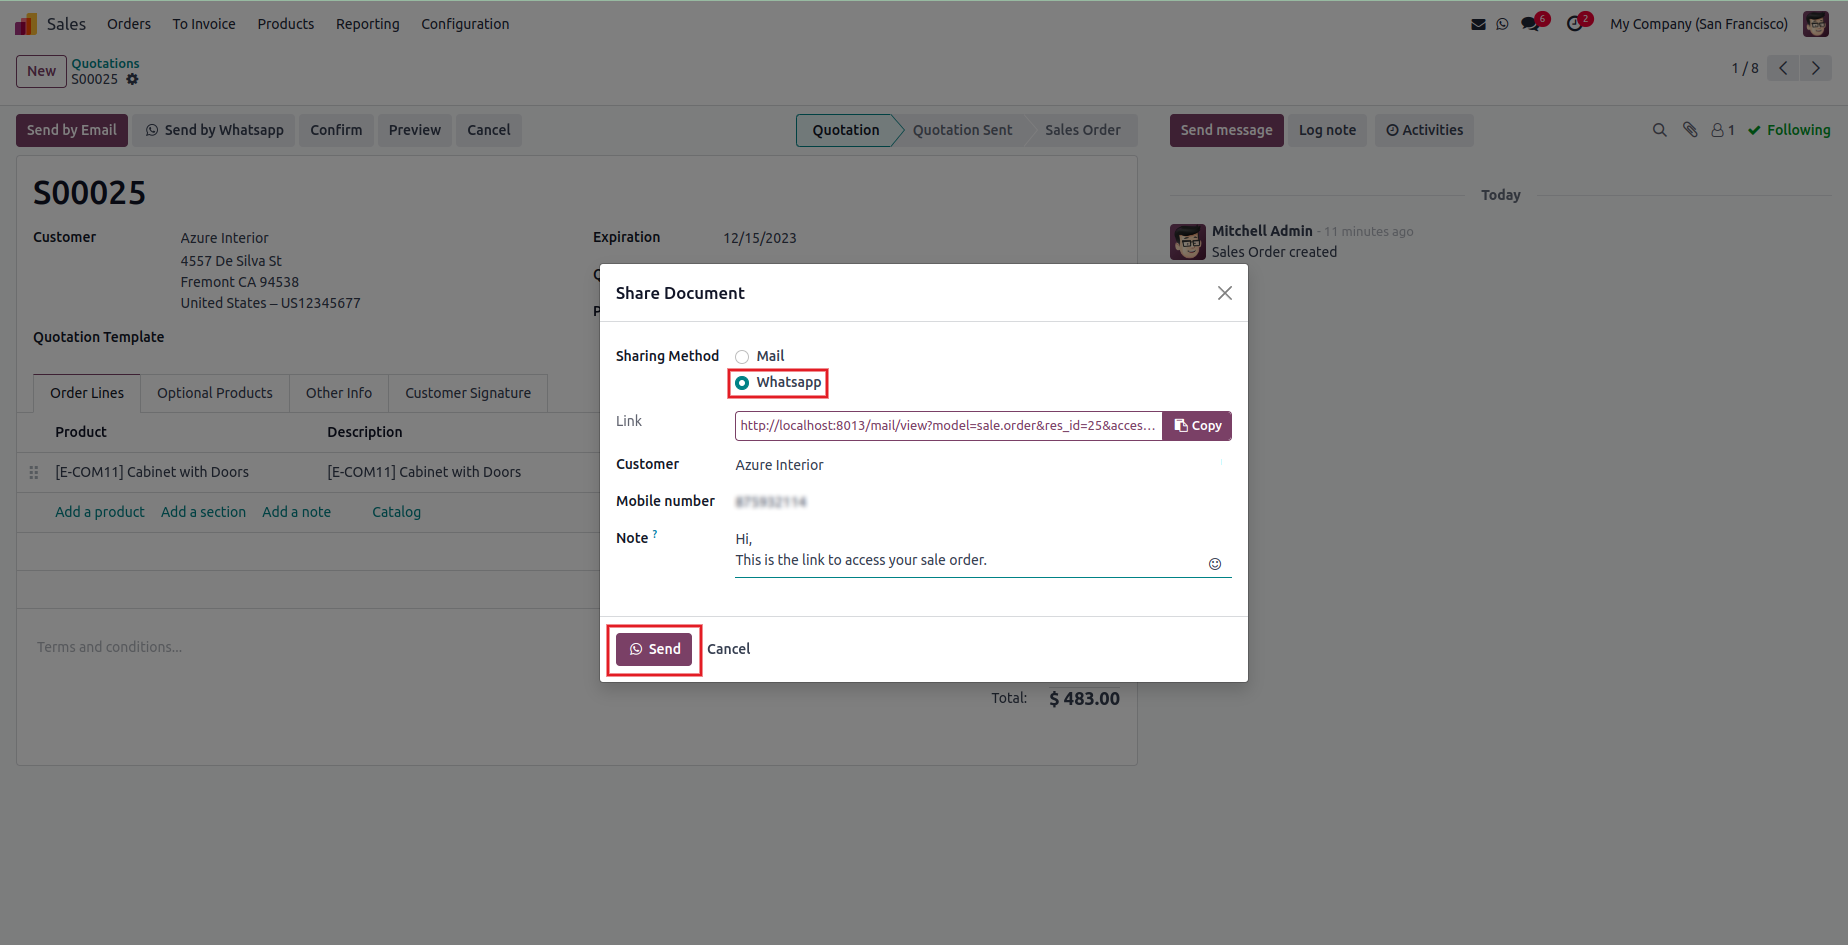 Sales Orders To Invoice Products Reporting Configuration 6 2 My Company (San Francisco)
New Quotations
S00025 1 / 8
Send by Email Send by Whatsapp Confirm Preview Cancel Quotation Quotation Sent Sales Order Send message Log note Activities 1 Following
S00025
Today
Customer Azure Interior Expiration 12/15/2023
4557 De Silva St
Fremont CA 94538
United States – US12345677
Mitchell Admin - 11 minutes ago
Sales Order created
Quotation Template
Order Lines Optional Products Other Info Customer Signature
Product Description
[E-COM11] Cabinet with Doors [E-COM11] Cabinet with Doors
Add a product Add a section Add a note Catalog
Terms and conditions...
Total: $ 483.00
Share Document
Sharing Method Mail
Whatsapp
Link http://localhost:8013/mail/view?model=sale.order&res_id=25&acces... Copy
Customer Azure Interior
Mobile number
Note ? Hi,
This is the link to access your sale order.
Send Cancel